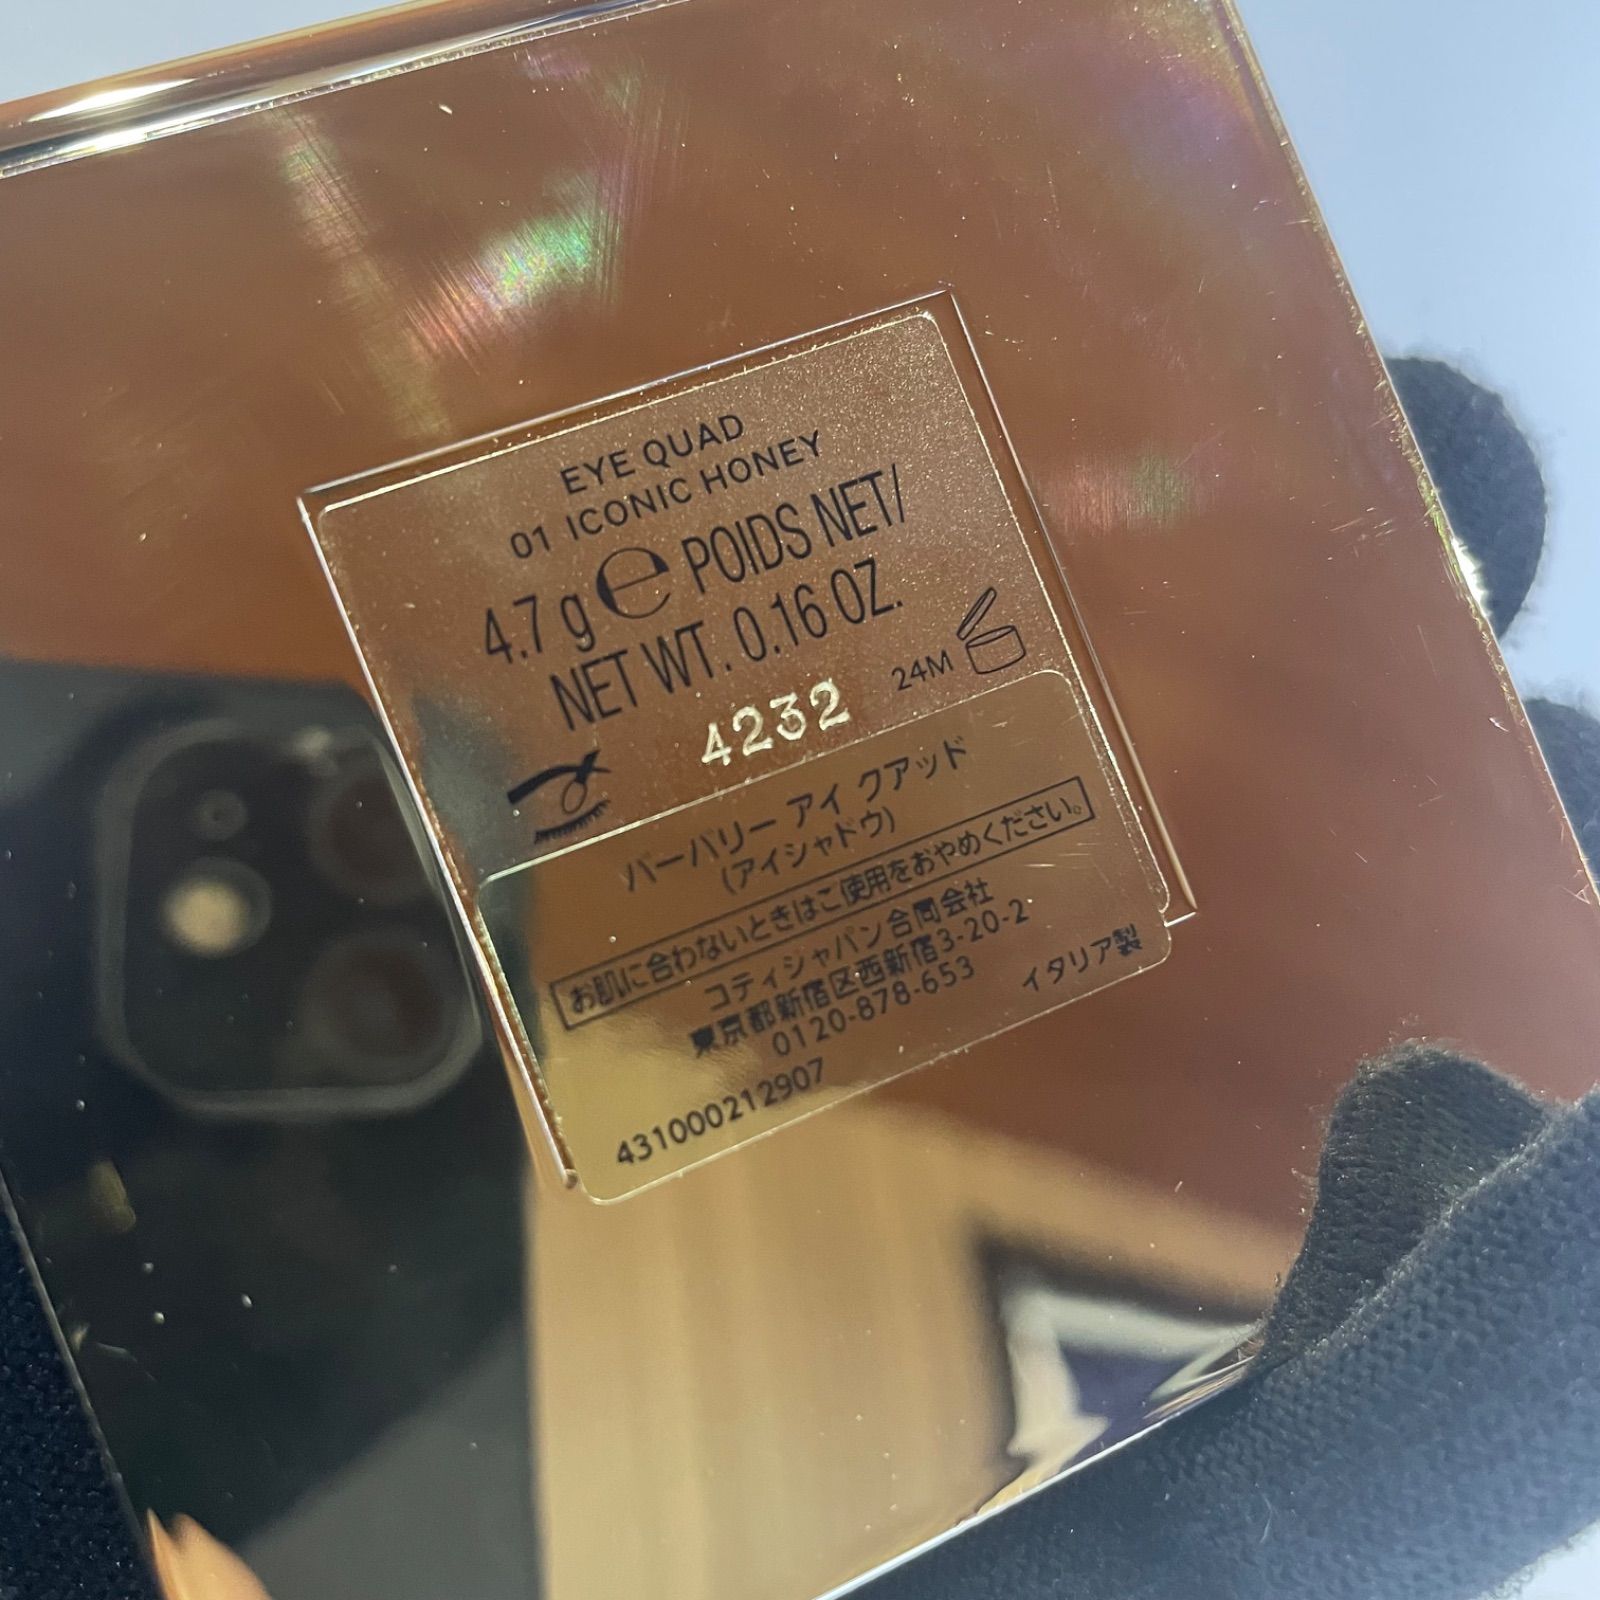 EYE QUAD
01 ICONIC HONEY
4.7 g ℮ POIDS NET/
NET WT. 0.16 OZ.
24M
4232
バーバリー アイ クアッド
(アイシャドウ)
お肌に合わないときはご使用をおやめください。
コティジャパン合同会社
東京都新宿区西新宿3-20-2
0120-878-653
イタリア製
431000212907